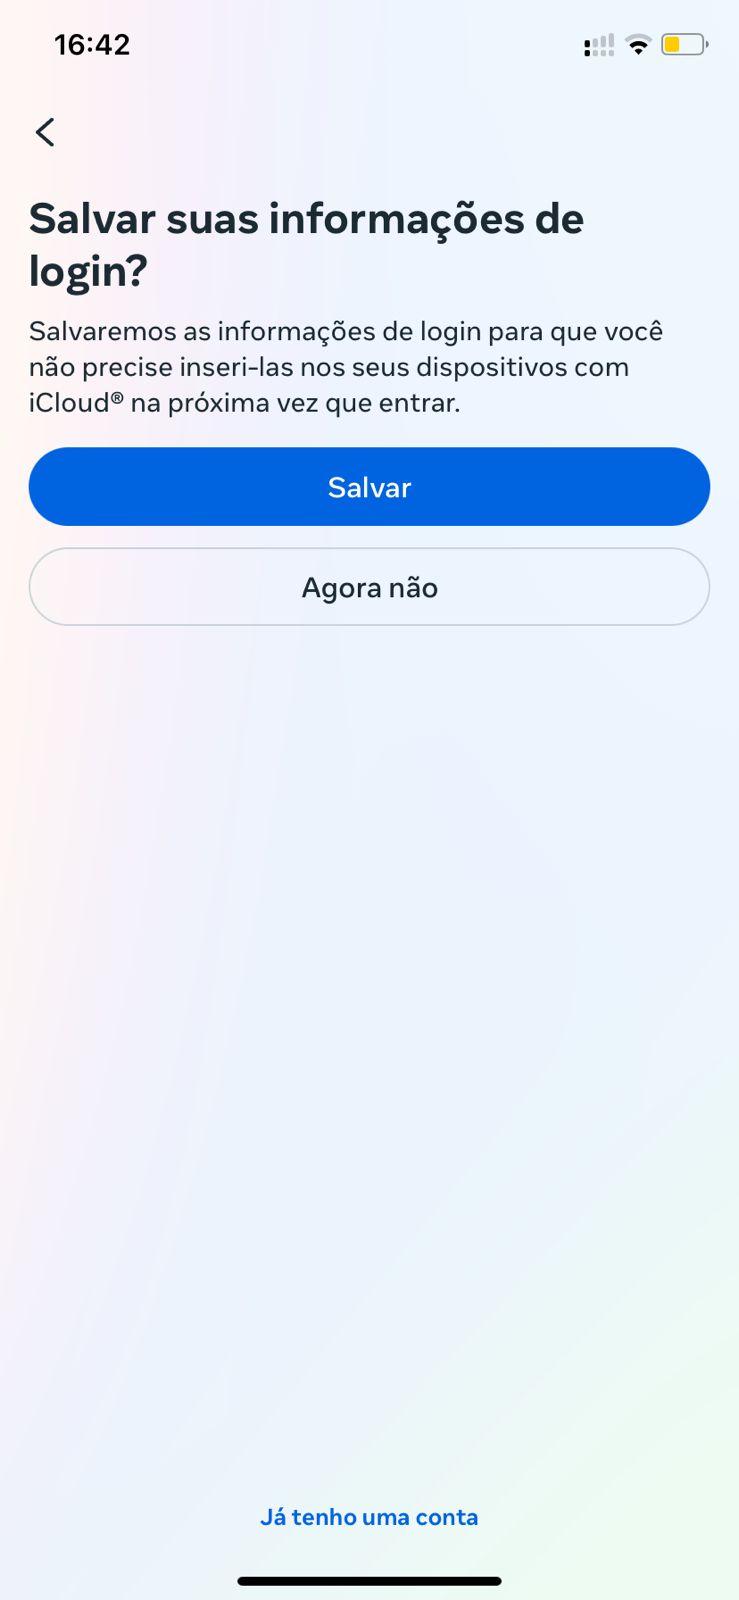 16:42
Salvar suas informações de
login?
Salvaremos as informações de login para que você
não precise inseri-las nos seus dispositivos com
iCloud® na próxima vez que entrar.
Salvar
Agora não
Já tenho uma conta